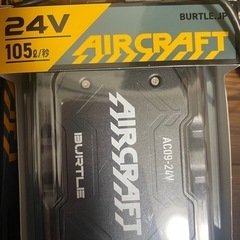 24V
BURTLE.JP
105ℓ/秒
AIRCRAFT
AIRCRAFT
BURTLE
AC09-24V